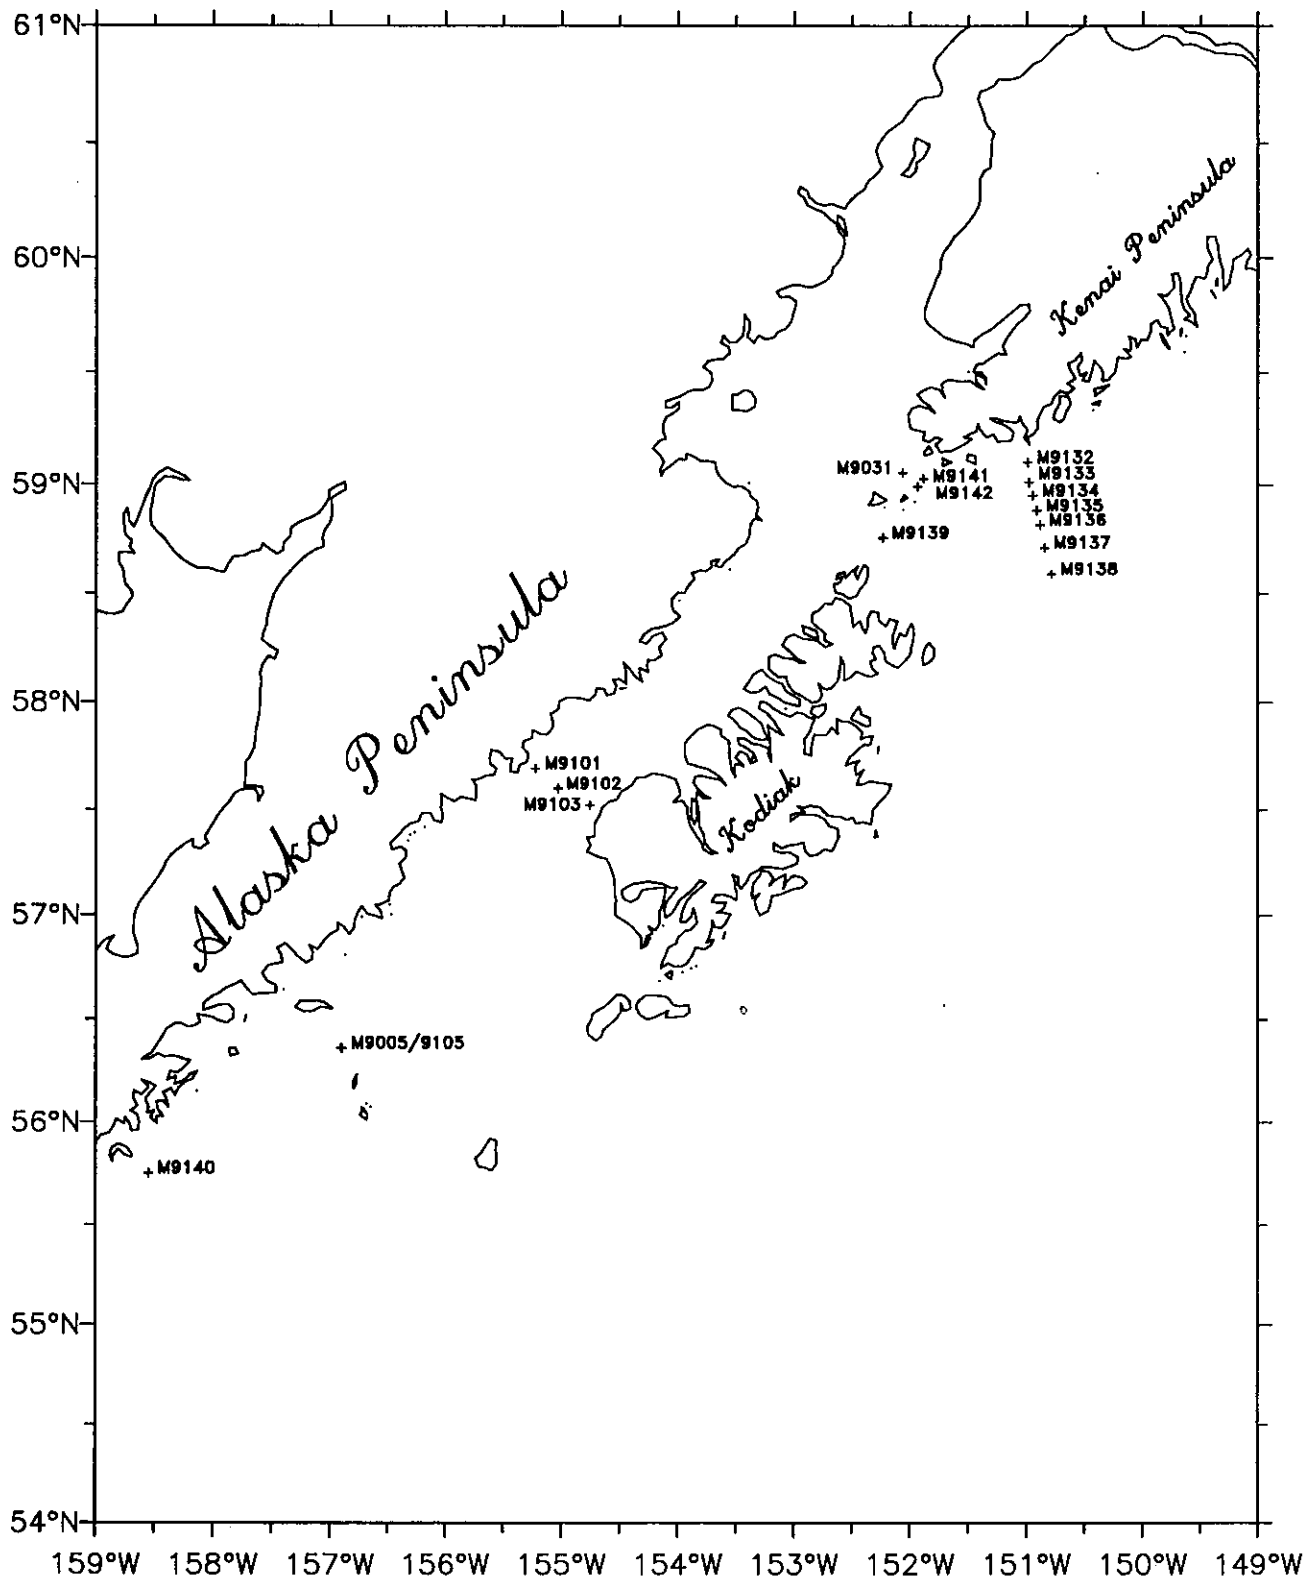 61°N
Kenai Peninsula
60°N
M9031
M9141
M9142
M9132
M9133
M9134
M9135
M9136
M9137
M9138
59°N
M9139
Alaska Peninsula
58°N
M9101
M9102
M9103
Kodiak
57°N
M9005/9105
56°N
M9140
55°N
54°N
159°W 158°W 157°W 156°W 155°W 154°W 153°W 152°W 151°W 150°W 149°W